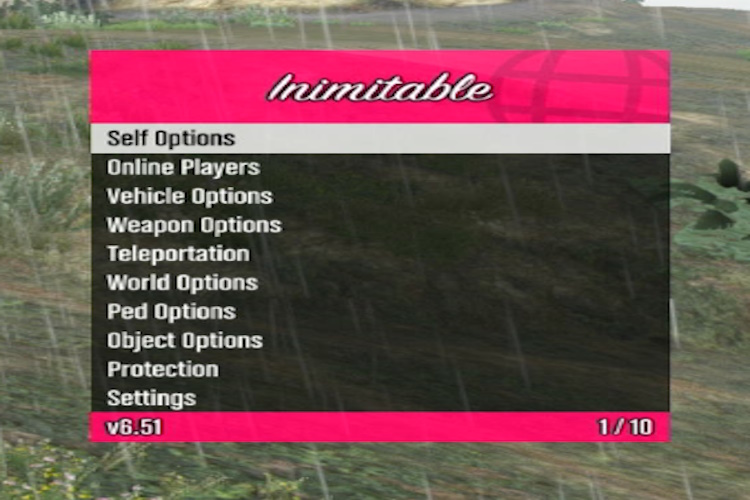 Inimitable
Self Options
Online Players
Vehicle Options
Weapon Options
Teleportation
World Options
Ped Options
Object Options
Protection
Settings
v6.51 1 / 10